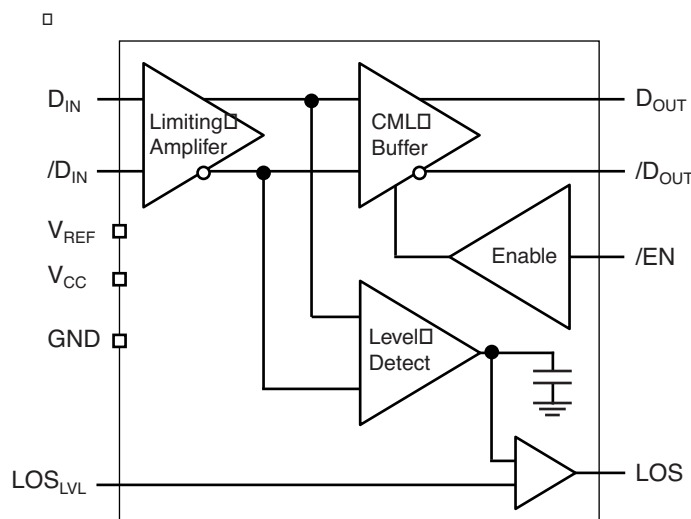 D_IN
Limiting
Amplifer
CML
Buffer
D_OUT
/D_IN
/D_OUT
V_REF
Enable
/EN
V_CC
GND
Level
Detect
LOS_LVL
LOS